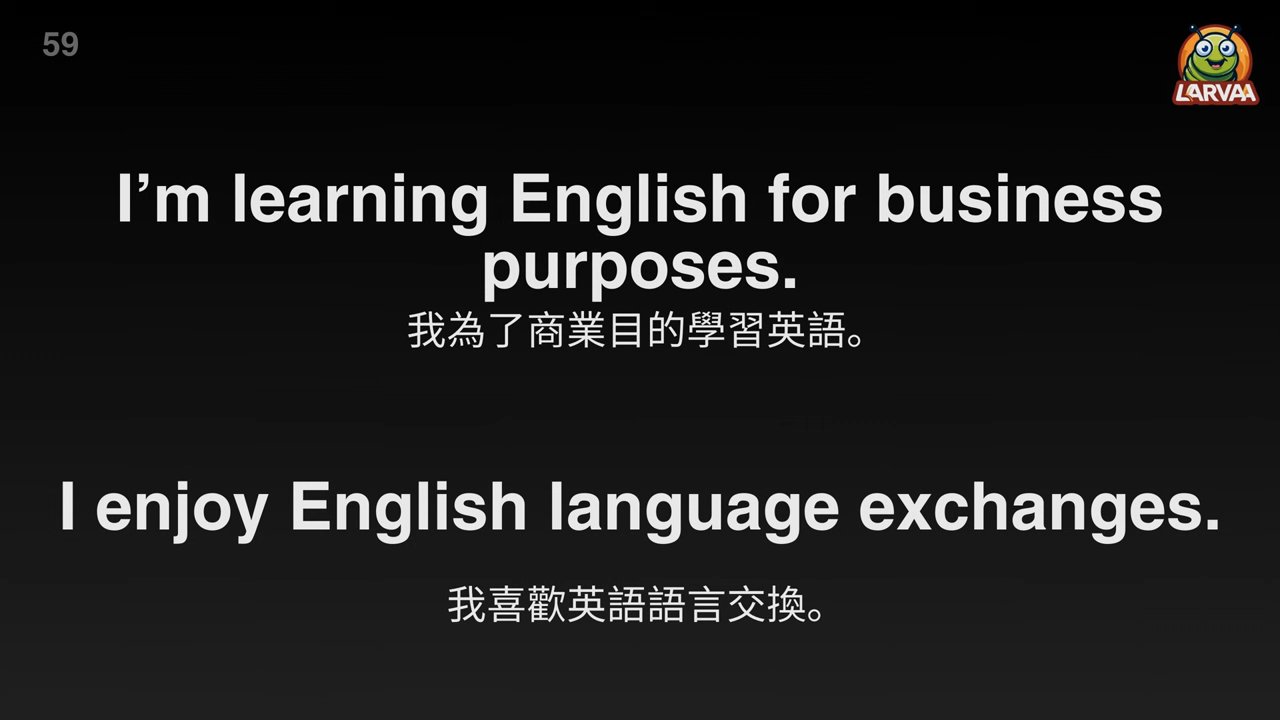 59
LARVAA
I’m learning English for business
purposes.
我為了商業目的學習英語。
I enjoy English language exchanges.
我喜歡英語語言交換。